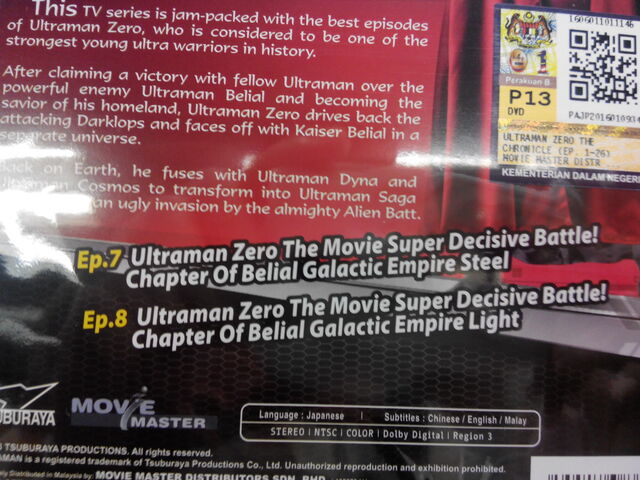 This TV series is jam-packed with the best episodes
of Ultraman Zero, who is considered to be one of the
strongest young ultra warriors in history.
After claiming a victory with fellow Ultraman over the
powerful enemy Ultraman Belial and becoming the
savior of his homeland, Ultraman Zero drives back the
attacking Darklops and faces off with Kaiser Belial in a
separate universe.
Back on Earth, he fuses with Ultraman Dyna and
Ultraman Cosmos to transform into Ultraman Saga
an ugly invasion by the almighty Alien Batt.
1606011011146
Perakuan B
P13
DVD
PAJP2016010934
ULTRAMAN ZERO THE
CHRONICLE (EP. 1-26)
MOVIE MASTER DISTR
KEMENTERIAN DALAM NEGERI
Ep.7 Ultraman Zero The Movie Super Decisive Battle!
Chapter Of Belial Galactic Empire Steel
Ep.8 Ultraman Zero The Movie Super Decisive Battle!
Chapter Of Belial Galactic Empire Light
SUBURAYA
MOVIE
MASTER
Language : Japanese | Subtitles : Chinese / English / Malay
STEREO | NTSC | COLOR | Dolby Digital | Region 3
TSUBURAYA PRODUCTIONS. All rights reserved.
AMAN is a registered trademark of Tsuburaya Productions Co., Ltd. Unauthorized reproduction and exhibition prohibited.
Distributed in Malaysia by: MOVIE MASTER DISTRIBUTORS SDN. BHD